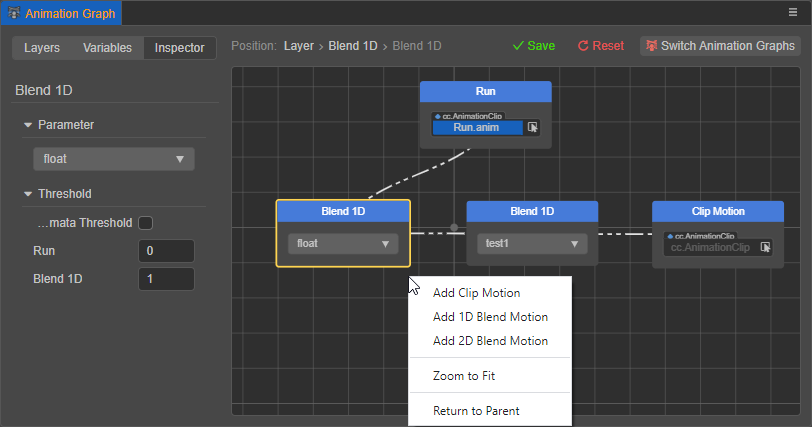 Animation Graph
Layers Variables Inspector
Position: Layer › Blend 1D › Blend 1D
Save
Reset
Switch Animation Graphs
Blend 1D
Parameter
float
Threshold
...mata Threshold
Run 0
Blend 1D 1
Run
cc.AnimationClip
Run.anim
Blend 1D
float
Blend 1D
test1
Clip Motion
cc.AnimationClip
cc.AnimationClip
Add Clip Motion
Add 1D Blend Motion
Add 2D Blend Motion
Zoom to Fit
Return to Parent